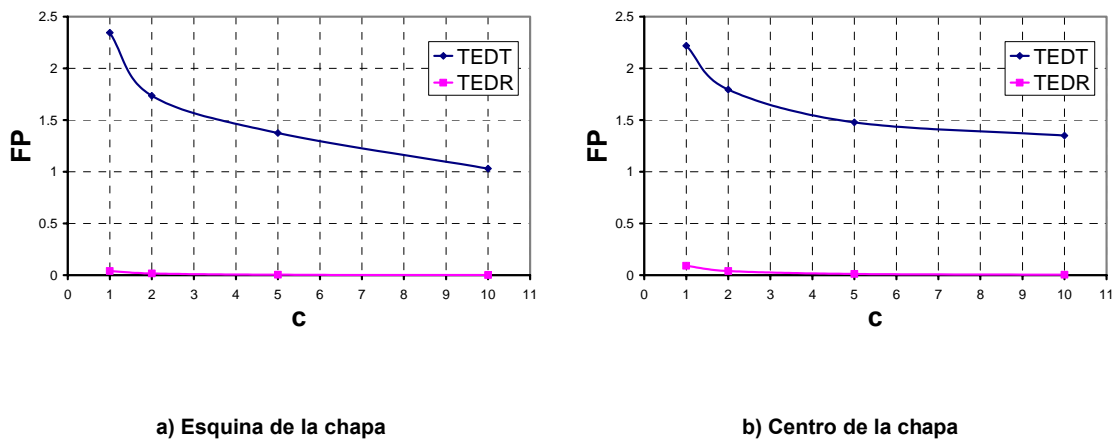 2.5
2
1.5
1
0.5
0
FP
TEDT
TEDR
0 1 2 3 4 5 6 7 8 9 10 11
c
2.5
2
1.5
1
0.5
0
FP
TEDT
TEDR
0 1 2 3 4 5 6 7 8 9 10 11
c
a) Esquina de la chapa
b) Centro de la chapa